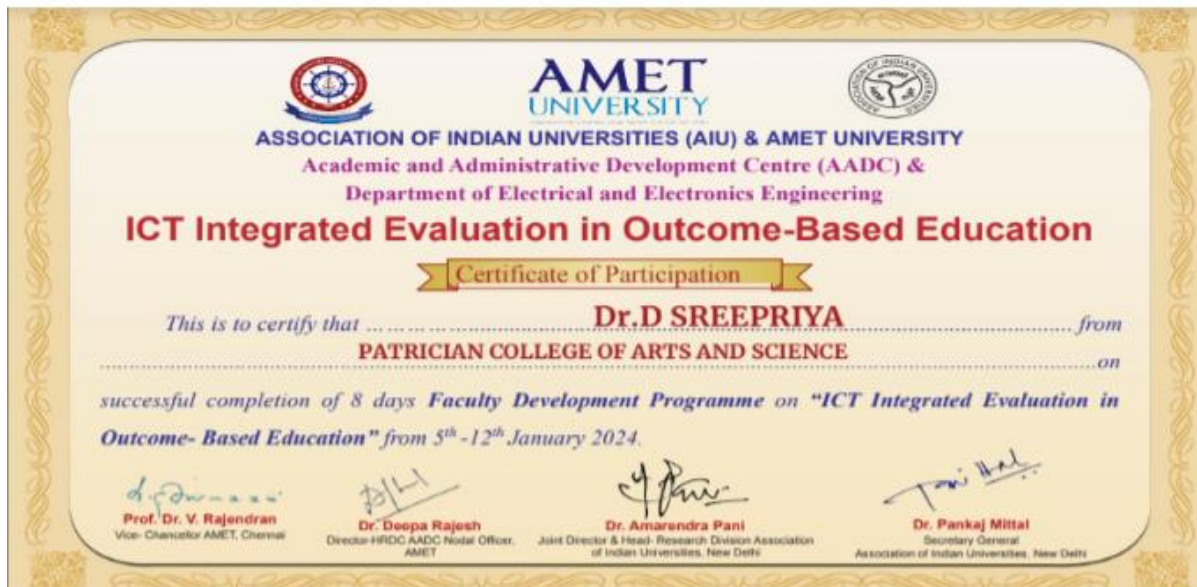 AMET
UNIVERSITY
ASSOCIATION OF INDIAN UNIVERSITIES
ASSOCIATION OF INDIAN UNIVERSITIES (AIU) & AMET UNIVERSITY
Academic and Administrative Development Centre (AADC) &
Department of Electrical and Electronics Engineering
ICT Integrated Evaluation in Outcome-Based Education
Certificate of Participation
This is to certify that ... ... ... ... Dr.D SREEPRIYA from
PATRICIAN COLLEGE OF ARTS AND SCIENCE on
successful completion of 8 days Faculty Development Programme on “ICT Integrated Evaluation in
Outcome- Based Education” from 5th -12th January 2024.
Prof. Dr. V. Rajendran
Vice- Chancellor AMET, Chennai
Dr. Deepa Rajesh
Director-HRDC AADC Nodal Officer,
AMET
Dr. Amarendra Pani
Joint Director & Head- Research Division Association
of Indian Universities, New Delhi
Dr. Pankaj Mittal
Secretary General
Association of Indian Universities, New Delhi